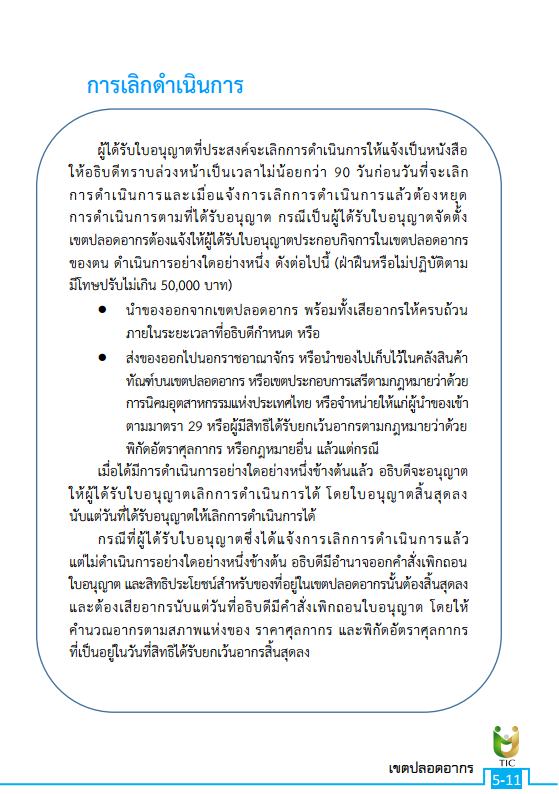 การเลิกดำเนินการ
ผู้ได้รับใบอนุญาตที่ประสงค์จะเลิกการดำเนินการให้แจ้งเป็นหนังสือ
ให้อธิบดีทราบล่วงหน้าเป็นเวลาไม่น้อยกว่า 90 วันก่อนวันที่จะเลิก
การดำเนินการและเมื่อแจ้งการเลิกการดำเนินการแล้วต้องหยุด
การดำเนินการตามที่ได้รับอนุญาต กรณีเป็นผู้ได้รับใบอนุญาตจัดตั้ง
เขตปลอดอากรต้องแจ้งให้ผู้ได้รับใบอนุญาตประกอบกิจการในเขตปลอดอากร
ของตน ดำเนินการอย่างใดอย่างหนึ่ง ดังต่อไปนี้ (ฝ่าฝืนหรือไม่ปฏิบัติตาม
มีโทษปรับไม่เกิน 50,000 บาท)
● นำของออกจากเขตปลอดอากร พร้อมทั้งเสียอากรให้ครบถ้วน
ภายในระยะเวลาที่อธิบดีกำหนด หรือ
● ส่งของออกไปนอกราชอาณาจักร หรือนำของไปเก็บไว้ในคลังสินค้า
ทัณฑ์บนเขตปลอดอากร หรือเขตประกอบการเสรีตามกฎหมายว่าด้วย
การนิคมอุตสาหกรรมแห่งประเทศไทย หรือจำหน่ายให้แก่ผู้นำของเข้า
ตามมาตรา 29 หรือผู้มีสิทธิได้รับยกเว้นอากรตามกฎหมายว่าด้วย
พิกัดอัตราศุลกากร หรือกฎหมายอื่น แล้วแต่กรณี
เมื่อได้มีการดำเนินการอย่างใดอย่างหนึ่งข้างต้นแล้ว อธิบดีจะอนุญาต
ให้ผู้ได้รับใบอนุญาตเลิกการดำเนินการได้ โดยใบอนุญาตสิ้นสุดลง
นับแต่วันที่ได้รับอนุญาตให้เลิกการดำเนินการได้
กรณีที่ผู้ได้รับใบอนุญาตซึ่งได้แจ้งการเลิกการดำเนินการแล้ว
แต่ไม่ดำเนินการอย่างใดอย่างหนึ่งข้างต้น อธิบดีมีอำนาจออกคำสั่งเพิกถอน
ใบอนุญาต และสิทธิประโยชน์สำหรับของที่อยู่ในเขตปลอดอากรนั้นต้องสิ้นสุดลง
และต้องเสียอากรนับแต่วันที่อธิบดีมีคำสั่งเพิกถอนใบอนุญาต โดยให้
คำนวณอากรตามสภาพแห่งของ ราคาศุลกากร และพิกัดอัตราศุลกากร
ที่เป็นอยู่ในวันที่สิทธิได้รับยกเว้นอากรสิ้นสุดลง
TIC
เขตปลอดอากร
5-11